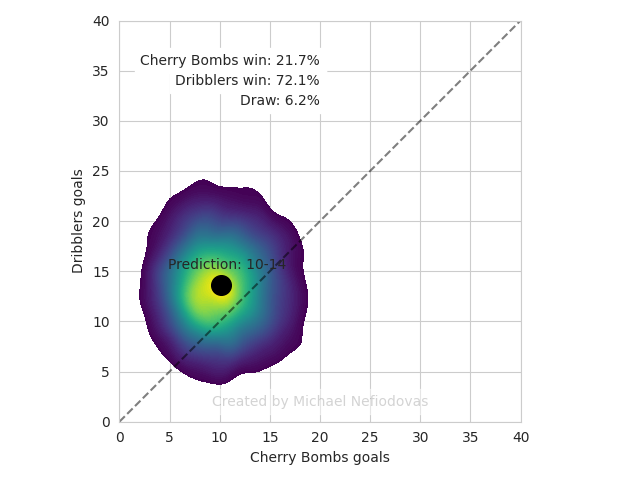 Cherry Bombs win: 21.7%
Dribblers win: 72.1%
Draw: 6.2%
40
35
30
25
20
15
10
5
0
Dribblers goals
Prediction: 10-14
Created by Michael Nefiodovas
0 5 10 15 20 25 30 35 40
Cherry Bombs goals